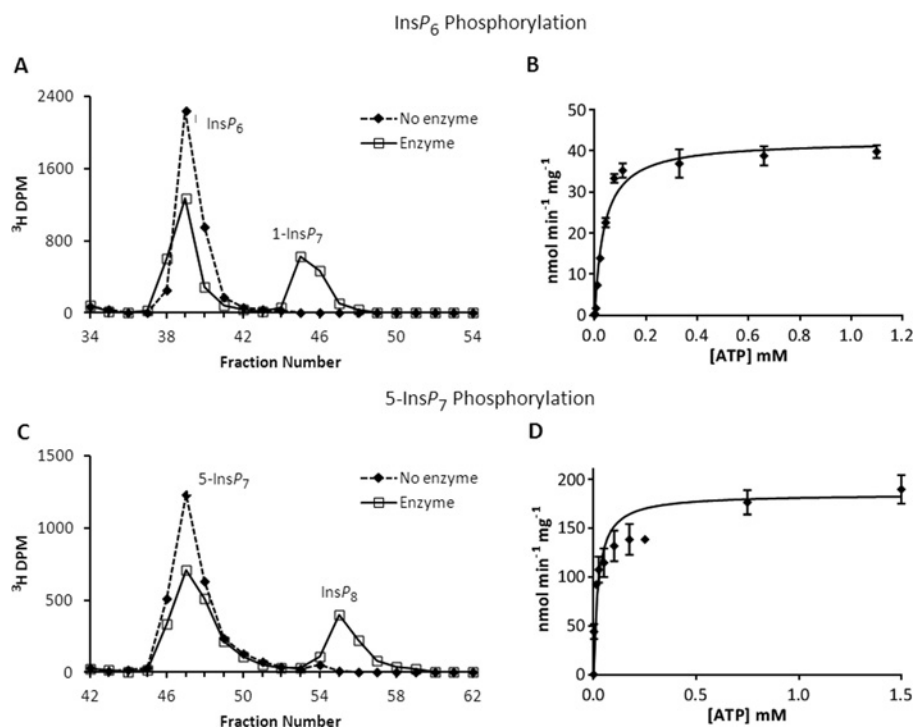 InsP₆ Phosphorylation
A
2400
1600
800
0
³H DPM
InsP₆
1-InsP₇
No enzyme
Enzyme
34 38 42 46 50 54
Fraction Number
B
50
40
30
20
10
0
nmol min⁻¹ mg⁻¹
0.0 0.2 0.4 0.6 0.8 1.0 1.2
[ATP] mM
5-InsP₇ Phosphorylation
C
1500
1000
500
0
³H DPM
5-InsP₇
InsP₈
No enzyme
Enzyme
42 46 50 54 58 62
Fraction Number
D
200
150
100
50
0
nmol min⁻¹ mg⁻¹
0.0 0.5 1.0 1.5
[ATP] mM